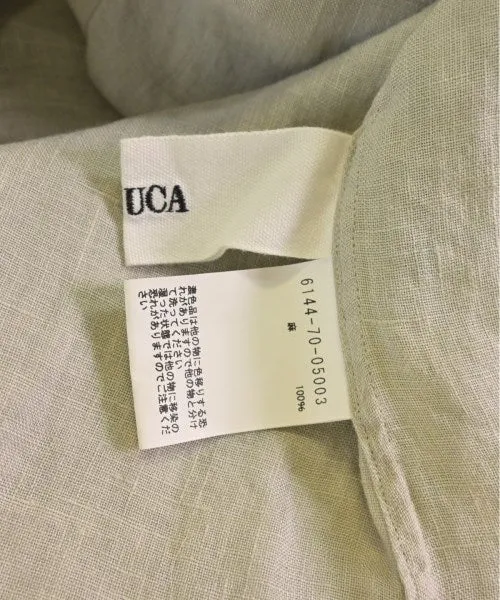 UCA
6144-70-05003
麻 100%
濃色品は他の物に色移りする恐
れがありますので他の物と分け
て洗ってください
湿った状態では他の物に移染の
恐れがありますのでご注意くだ
さい